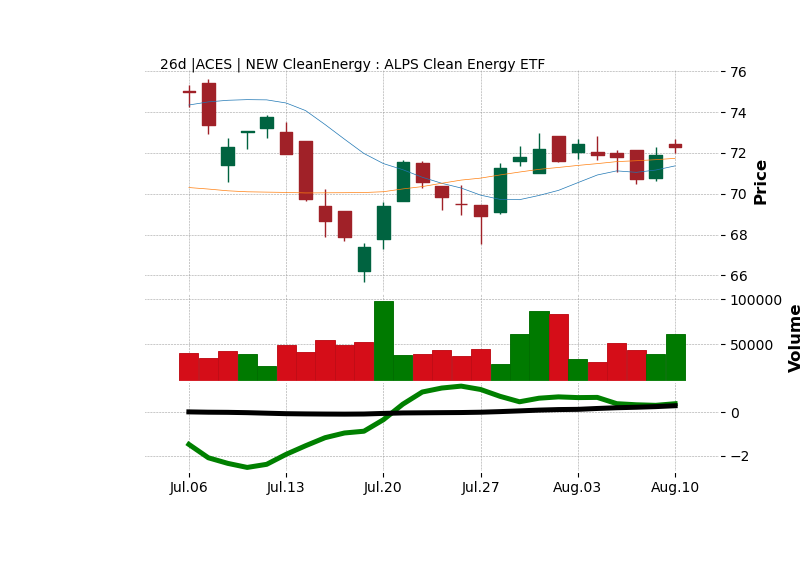 26d |ACES | NEW CleanEnergy : ALPS Clean Energy ETF
76
74
72
70
68
66
Price
100000
50000
Volume
0
−2
Jul.06 Jul.13 Jul.20 Jul.27 Aug.03 Aug.10